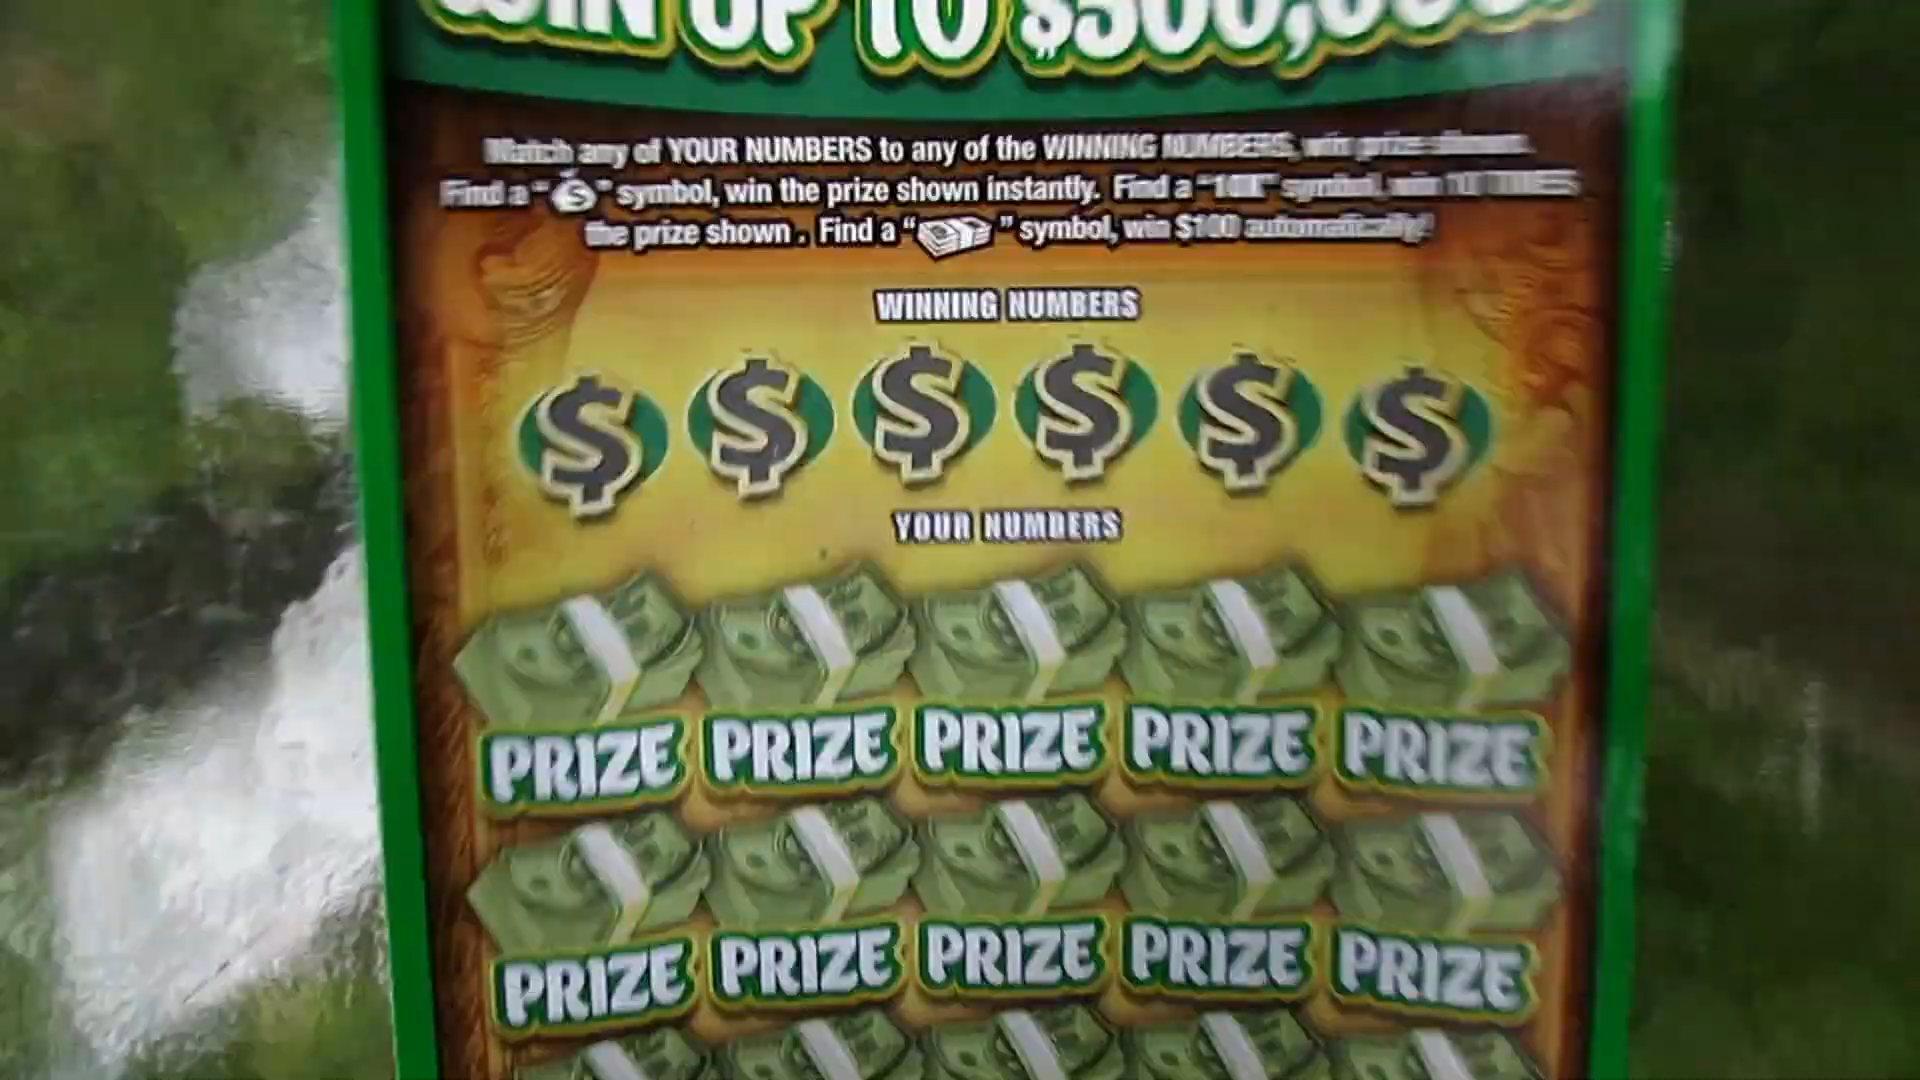 WIN UP TO $500,000!
Match any of YOUR NUMBERS to any of the WINNING NUMBERS, win prize shown.
Find a " $ " symbol, win the prize shown instantly. Find a "10X" symbol, win 10 TIMES
the prize shown. Find a " " symbol, win $100 automatically!
WINNING NUMBERS
$ $ $ $ $ $
YOUR NUMBERS
PRIZE PRIZE PRIZE PRIZE PRIZE
PRIZE PRIZE PRIZE PRIZE PRIZE